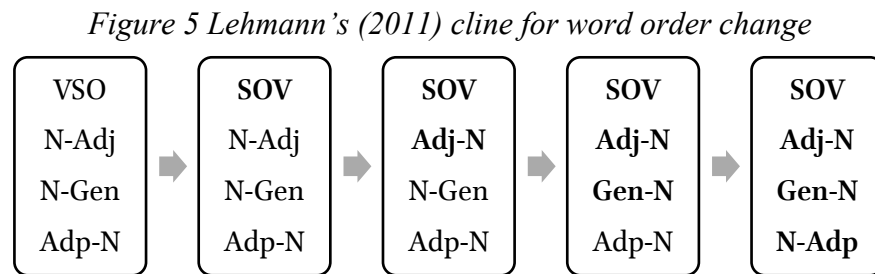 Figure 5 Lehmann’s (2011) cline for word order change
VSO SOV SOV SOV SOV
N-Adj N-Adj Adj-N Adj-N Adj-N
N-Gen N-Gen N-Gen Gen-N Gen-N
Adp-N Adp-N Adp-N Adp-N N-Adp